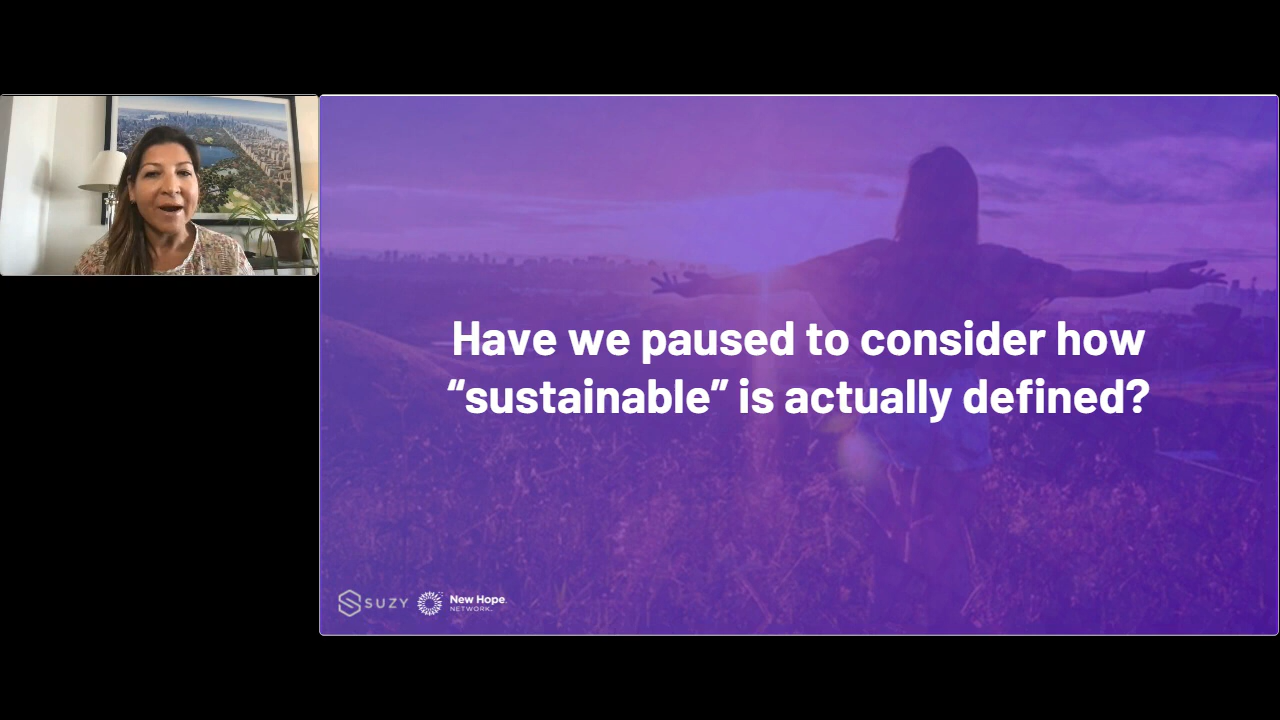 Have we paused to consider how
“sustainable” is actually defined?
SUZY
New Hope
NETWORK